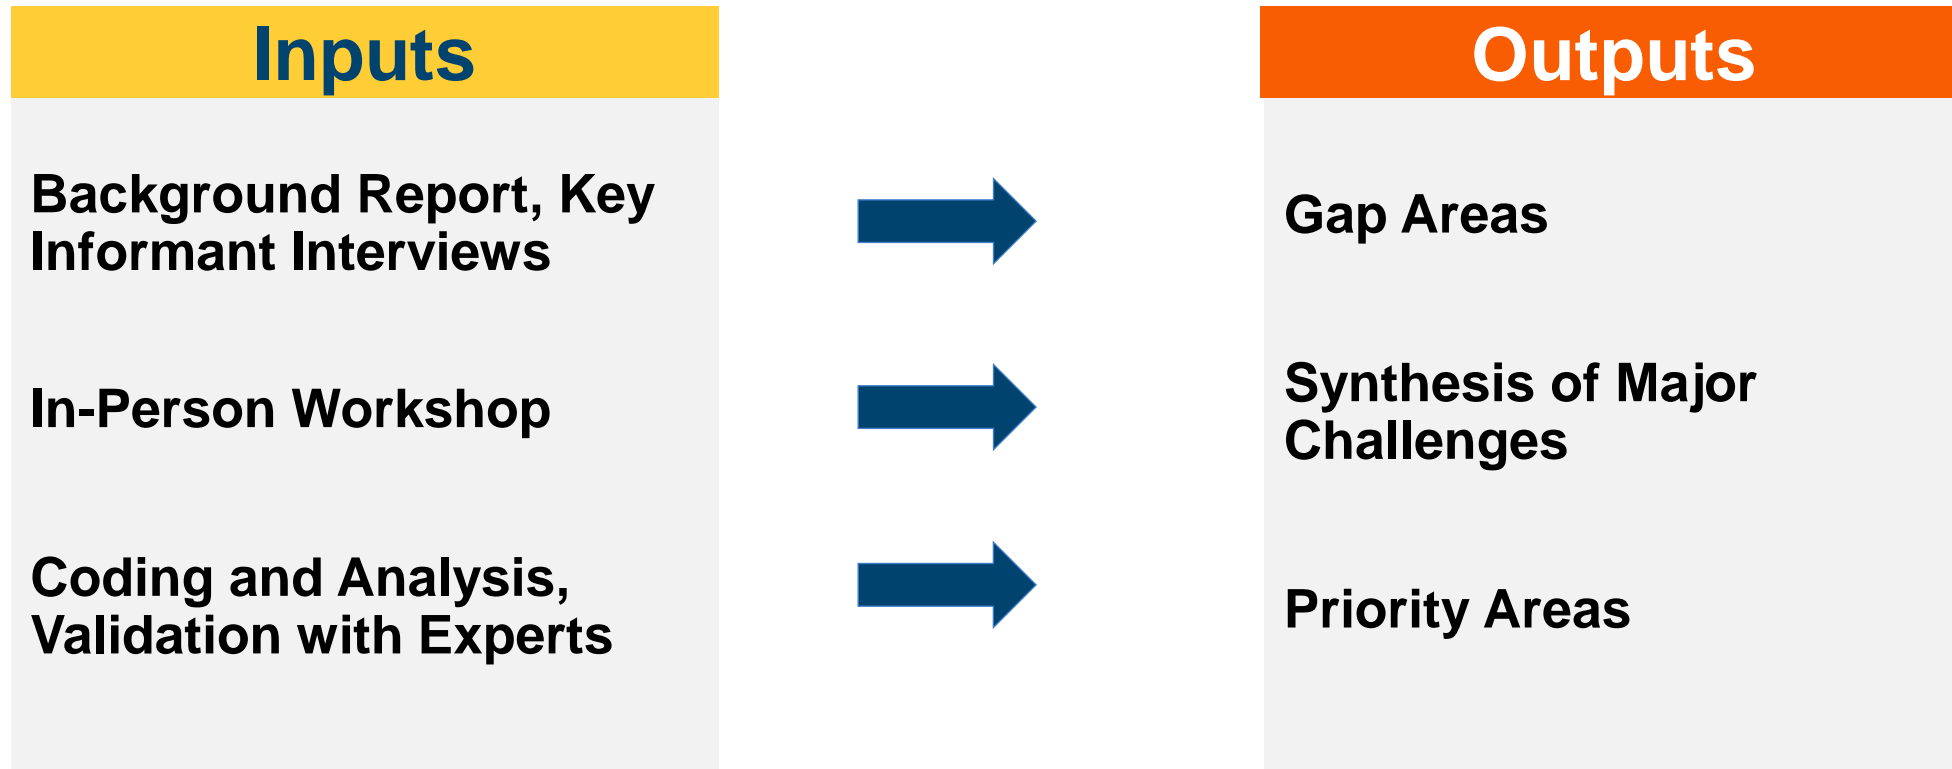 Inputs
Outputs
Background Report, Key
Informant Interviews
Gap Areas
In-Person Workshop
Synthesis of Major
Challenges
Coding and Analysis,
Validation with Experts
Priority Areas